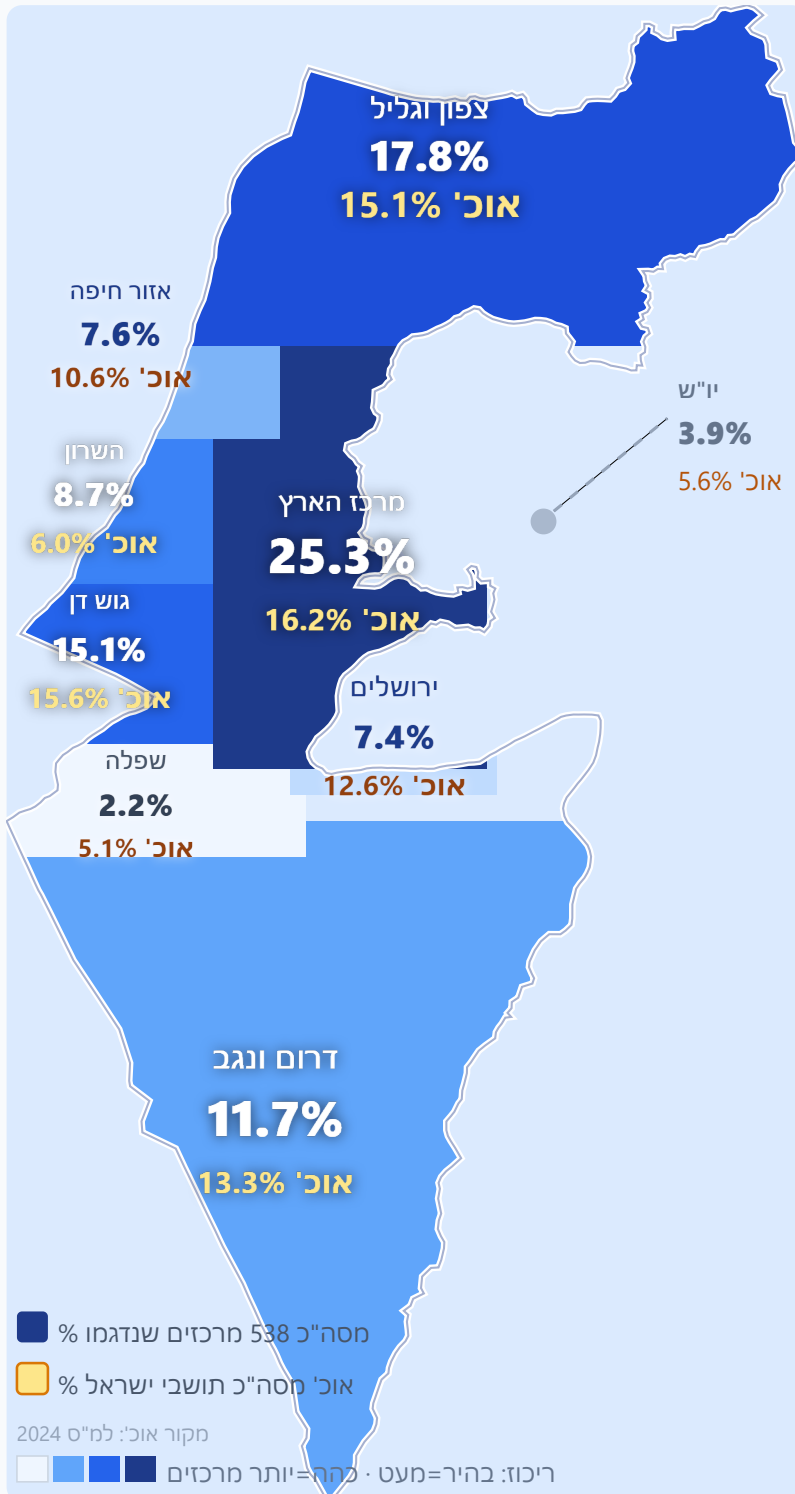 צפון וגליל
17.8%
אוכ' 15.1%
אזור חיפה
7.6%
אוכ' 10.6%
יו"ש
3.9%
אוכ' 5.6%
השרון
8.7%
אוכ' 6.0%
מרכז הארץ
25.3%
אוכ' 16.2%
גוש דן
15.1%
אוכ' 15.6%
ירושלים
7.4%
אוכ' 12.6%
שפלה
2.2%
אוכ' 5.1%
דרום ונגב
11.7%
אוכ' 13.3%
מסה"כ 538 מרכזים שנדגמו %
אוכ' מסה"כ תושבי ישראל %
מקור אוכ': למ"ס 2024
ריכוז: בהיר=מעט · כהה=יותר מרכזים